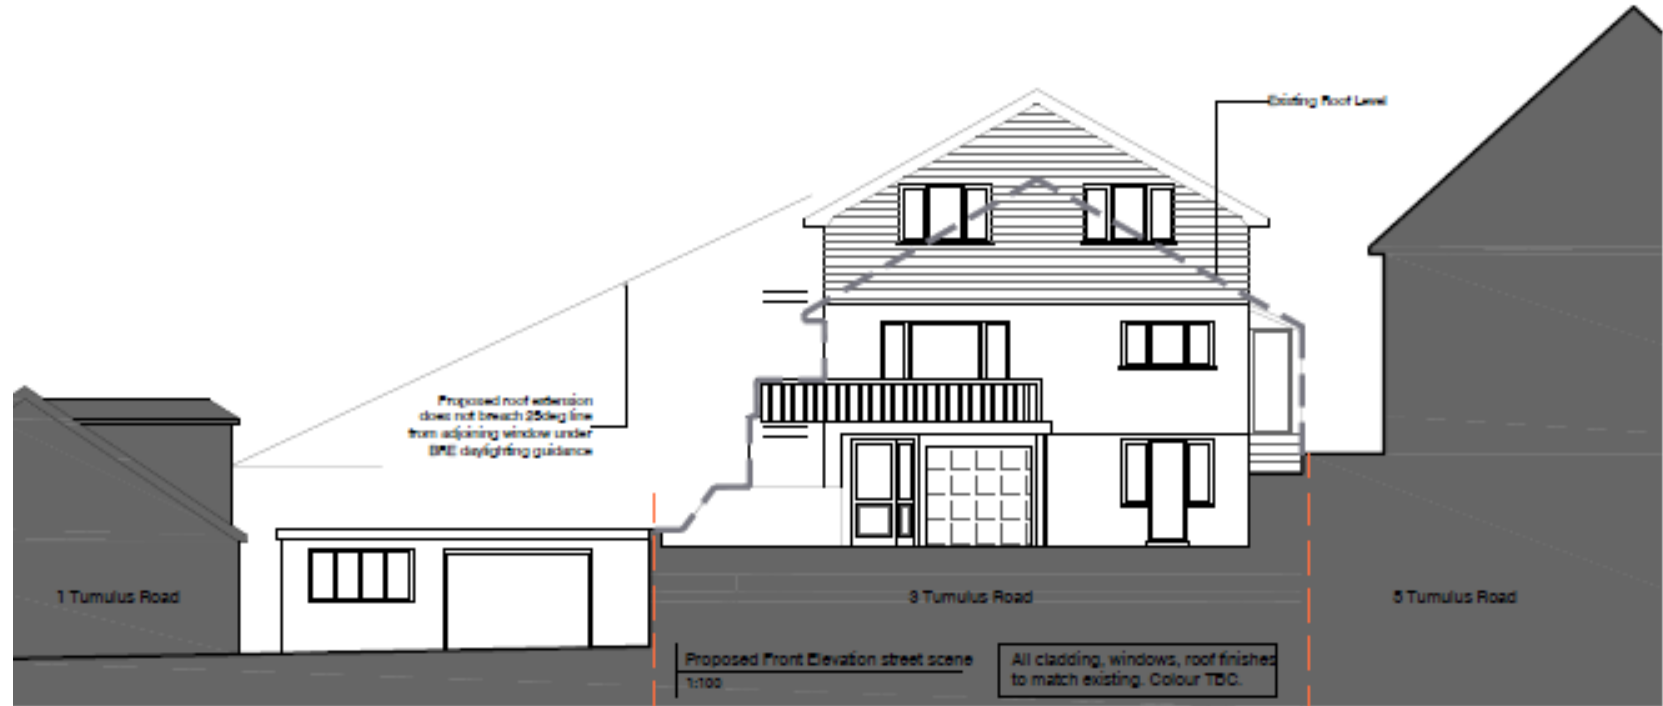 Existing Roof Level
Proposed roof extension
does not breach 25deg line
from adjoining window under
BRE daylighting guidance
1 Tumulus Road
3 Tumulus Road
5 Tumulus Road
Proposed Front Elevation street scene
1:100
All cladding, windows, roof finishes
to match existing. Colour TBC.